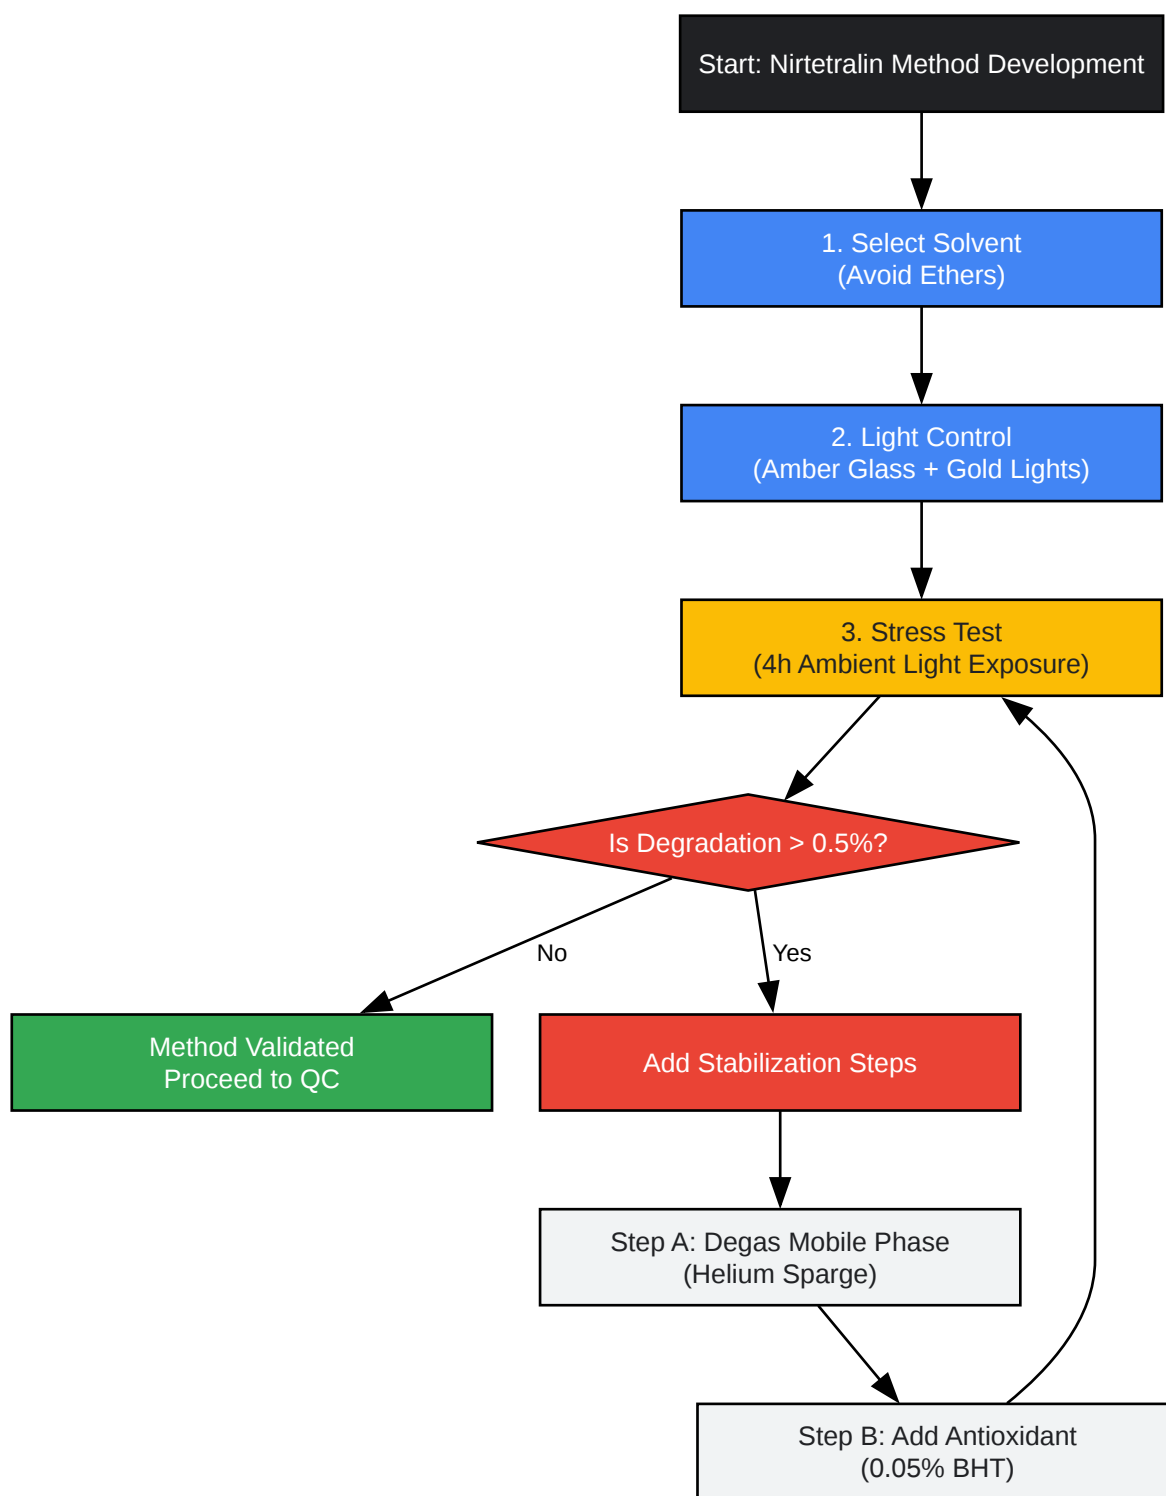 Start: Nirtetralin Method Development
1. Select Solvent
(Avoid Ethers)
2. Light Control
(Amber Glass + Gold Lights)
3. Stress Test
(4h Ambient Light Exposure)
Is Degradation > 0.5%?
No
Yes
Method Validated
Proceed to QC
Add Stabilization Steps
Step A: Degas Mobile Phase
(Helium Sparge)
Step B: Add Antioxidant
(0.05% BHT)